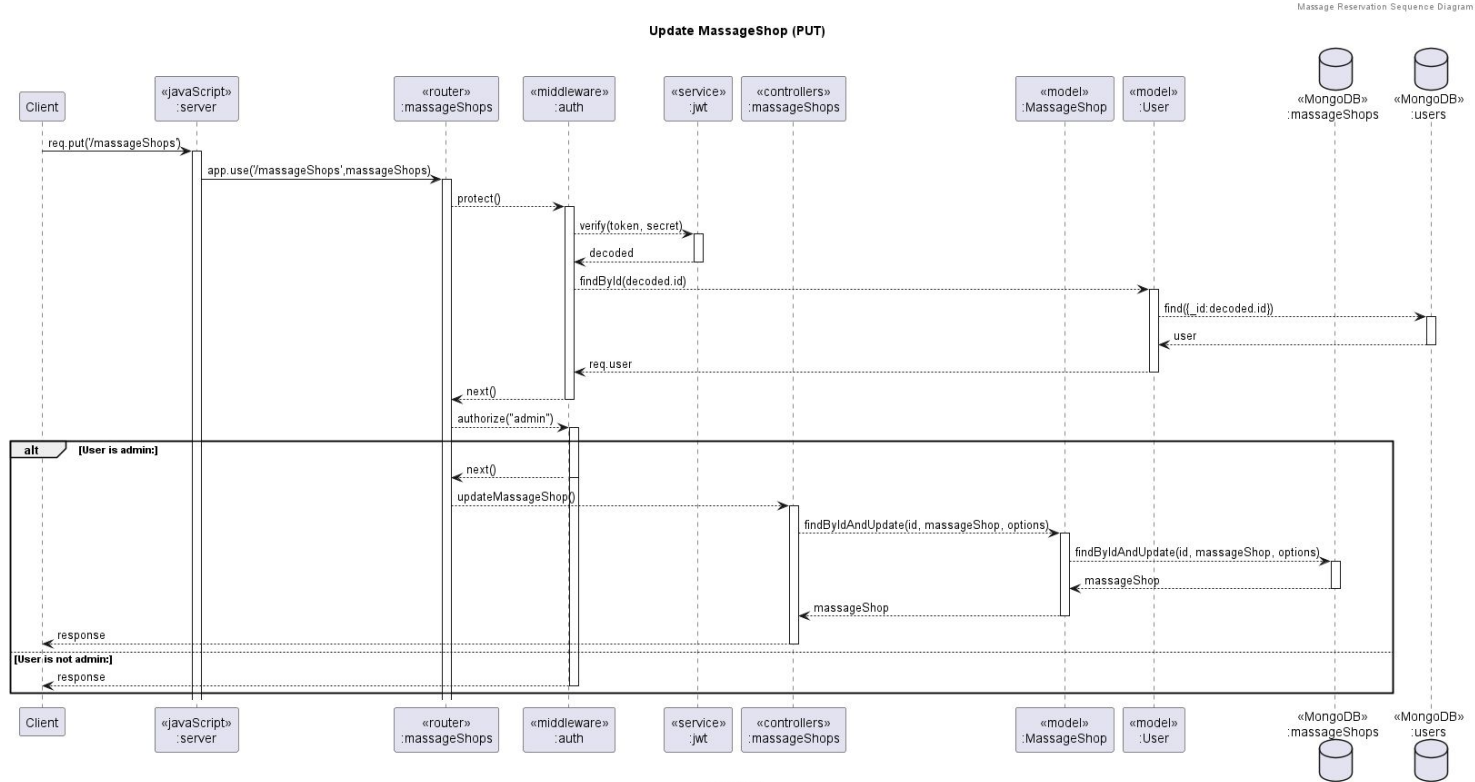 Massage Reservation Sequence Diagram
Update MassageShop (PUT)
Client
«javaScript»
:server
«router»
:massageShops
«middleware»
:auth
«service»
:jwt
«controllers»
:massageShops
«model»
:MassageShop
«model»
:User
«MongoDB»
:massageShops
«MongoDB»
:users
req.put('/massageShops')
app.use('/massageShops',massageShops)
protect()
verify(token, secret)
decoded
findById(decoded.id)
find({_id:decoded.id})
user
req.user
next()
authorize("admin")
alt [User is admin:]
next()
updateMassageShop()
findByIdAndUpdate(id, massageShop, options)
findByIdAndUpdate(id, massageShop, options)
massageShop
massageShop
response
[User is not admin:]
response
Client
«javaScript»
:server
«router»
:massageShops
«middleware»
:auth
«service»
:jwt
«controllers»
:massageShops
«model»
:MassageShop
«model»
:User
«MongoDB»
:massageShops
«MongoDB»
:users